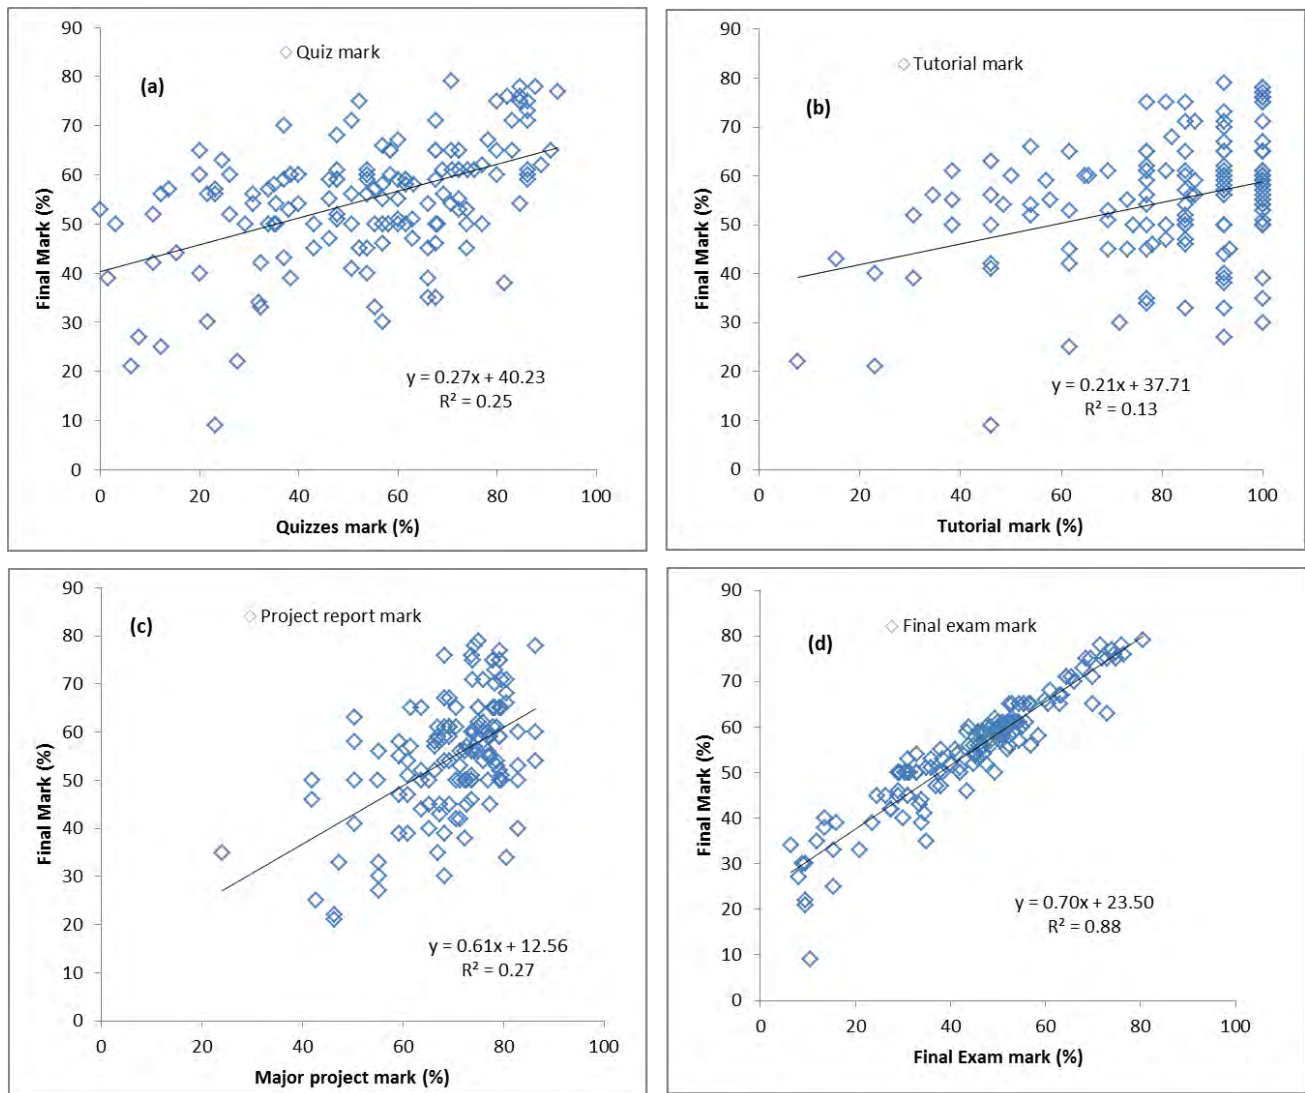 ◇ Quiz mark
(a)
Final Mark (%)
90
80
70
60
50
40
30
20
10
0
y = 0.27x + 40.23
R² = 0.25
0 20 40 60 80 100
Quizzes mark (%)
◇ Tutorial mark
(b)
Final Mark (%)
90
80
70
60
50
40
30
20
10
0
y = 0.21x + 37.71
R² = 0.13
0 20 40 60 80 100
Tutorial mark (%)
◇ Project report mark
(c)
Final Mark (%)
90
80
70
60
50
40
30
20
10
0
y = 0.61x + 12.56
R² = 0.27
0 20 40 60 80 100
Major project mark (%)
◇ Final exam mark
(d)
Final Mark (%)
90
80
70
60
50
40
30
20
10
0
y = 0.70x + 23.50
R² = 0.88
0 20 40 60 80 100
Final Exam mark (%)